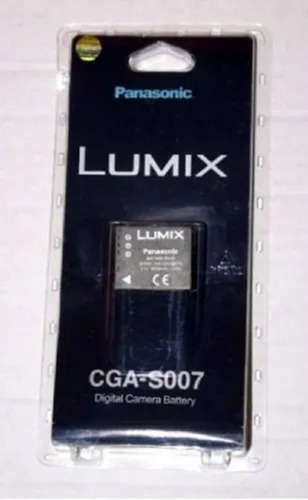 Panasonic
LUMIX
LUMIX
Panasonic
CE
CGA-S007
Digital Camera Battery